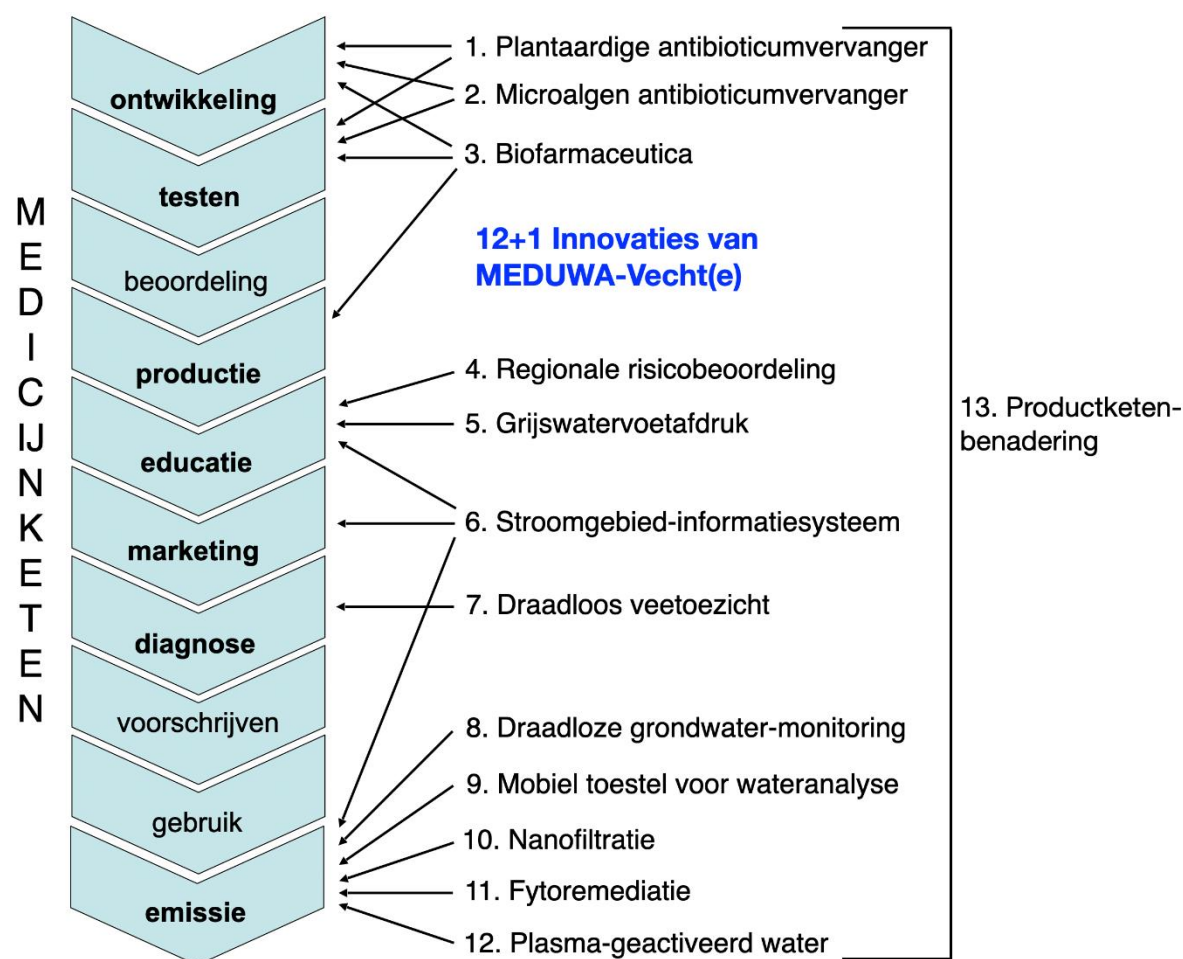 MEDICIJNKETEN
ontwikkeling
testen
beoordeling
productie
educatie
marketing
diagnose
voorschrijven
gebruik
emissie
1. Plantaardige antibioticumvervanger
2. Microalgen antibioticumvervanger
3. Biofarmaceutica
12+1 Innovaties van
MEDUWA-Vecht(e)
4. Regionale risicobeoordeling
5. Grijswatervoetafdruk
6. Stroomgebied-informatiesysteem
7. Draadloos veetoezicht
8. Draadloze grondwater-monitoring
9. Mobiel toestel voor wateranalyse
10. Nanofiltratie
11. Fytoremediatie
12. Plasma-geactiveerd water
13. Productketen-
benadering